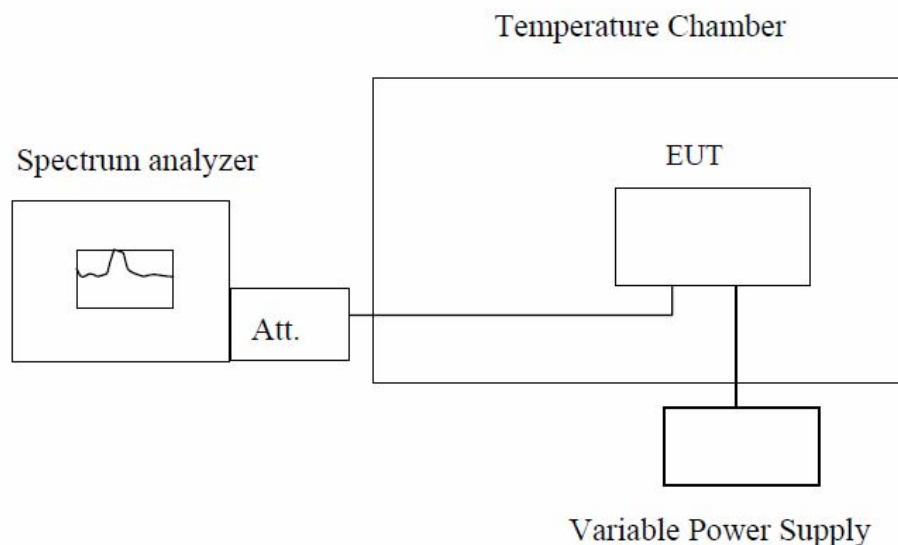 Temperature Chamber
Spectrum analyzer
EUT
Att.
Variable Power Supply